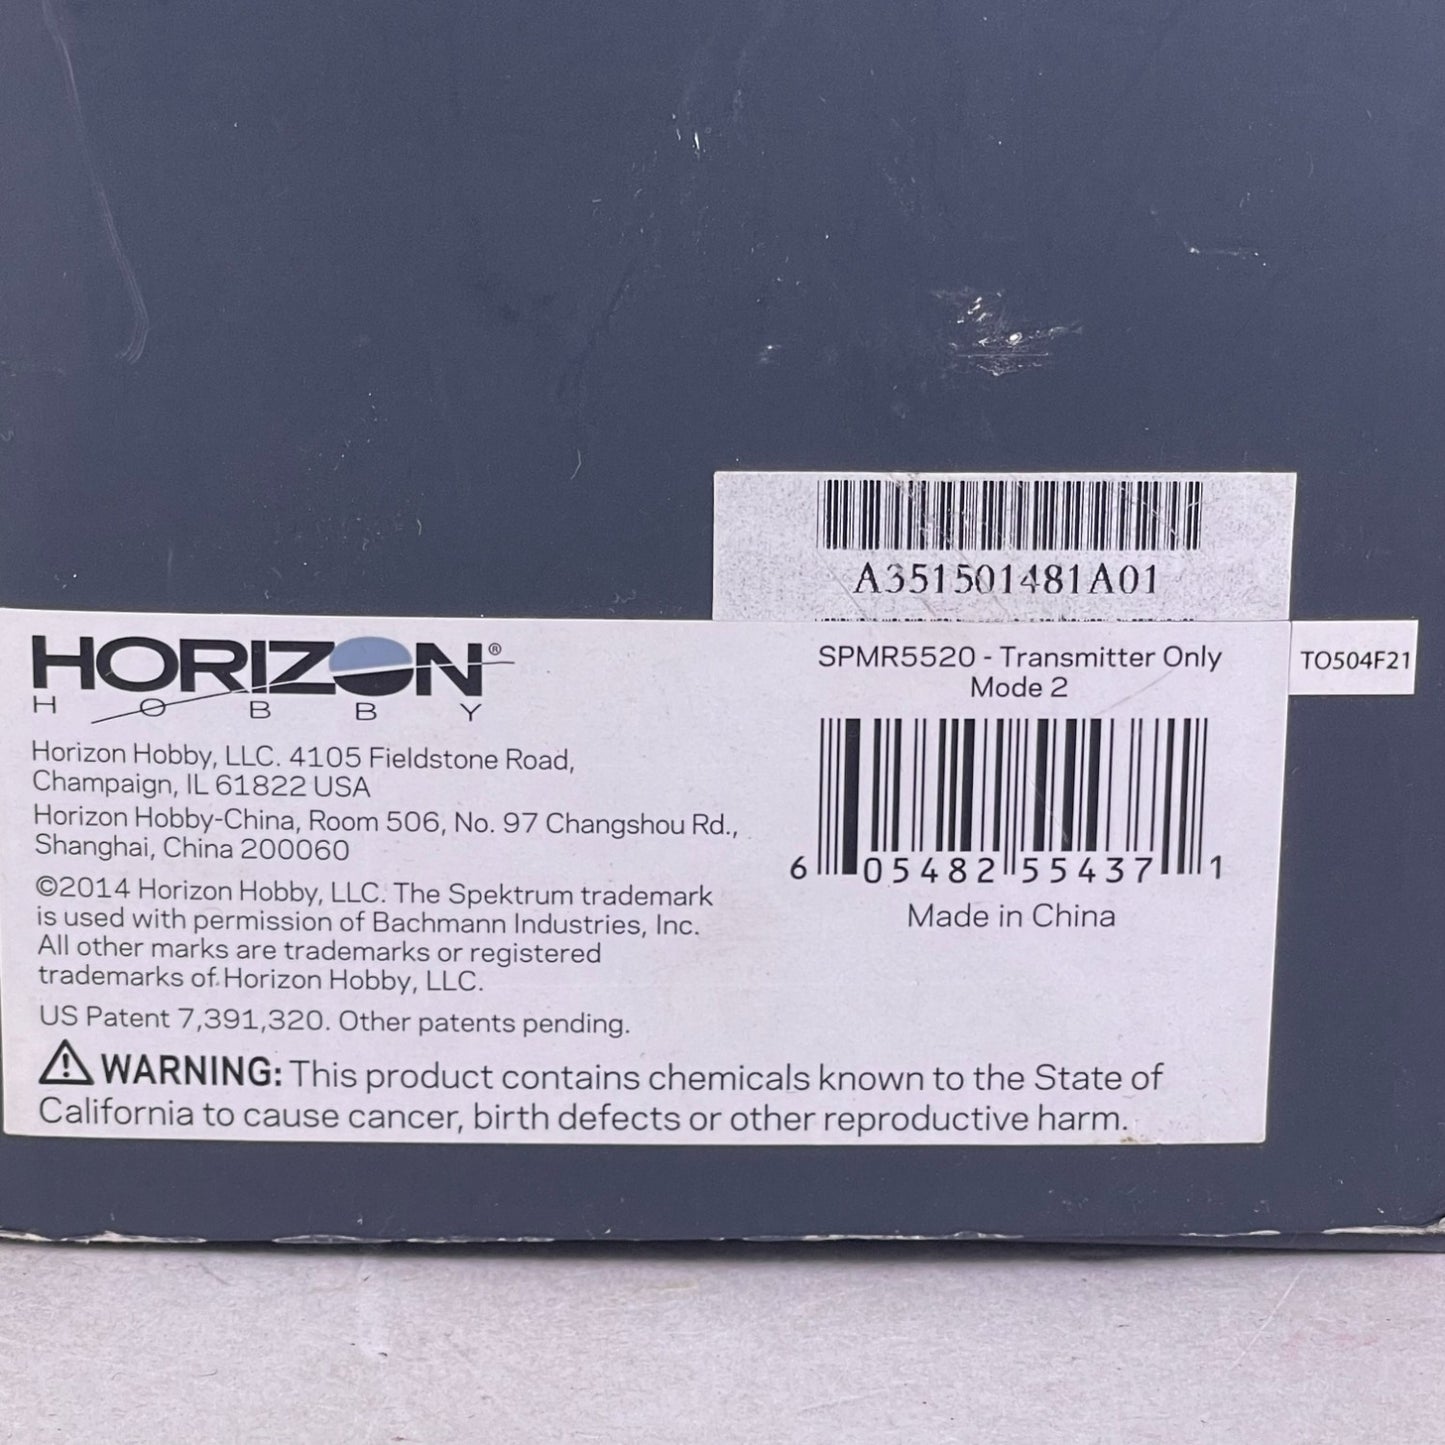 A351501481A01
HORIZON®
HOBBY
Horizon Hobby, LLC. 4105 Fieldstone Road,
Champaign, IL 61822 USA
Horizon Hobby-China, Room 506, No. 97 Changshou Rd.,
Shanghai, China 200060
©2014 Horizon Hobby, LLC. The Spektrum trademark
is used with permission of Bachmann Industries, Inc.
All other marks are trademarks or registered
trademarks of Horizon Hobby, LLC.
US Patent 7,391,320. Other patents pending.
SPMR5520 - Transmitter Only
Mode 2
6 05482 55437 1
Made in China
TO504F21
WARNING: This product contains chemicals known to the State of
California to cause cancer, birth defects or other reproductive harm.